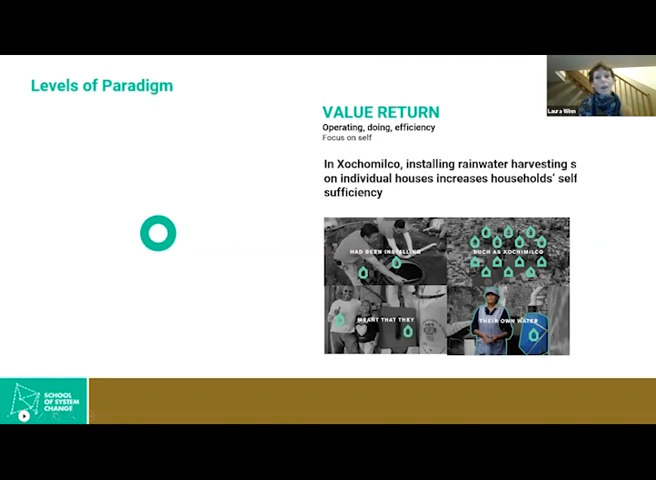 Levels of Paradigm
Laura Winn
VALUE RETURN
Operating, doing, efficiency
Focus on self
In Xochomilco, installing rainwater harvesting s
on individual houses increases households' self
sufficiency
HAD BEEN INSTALLING
SUCH AS XOCHIMILCO
MEANT THAT THEY
THEIR OWN WATER
SCHOOL
OF SYSTEM
CHANGE